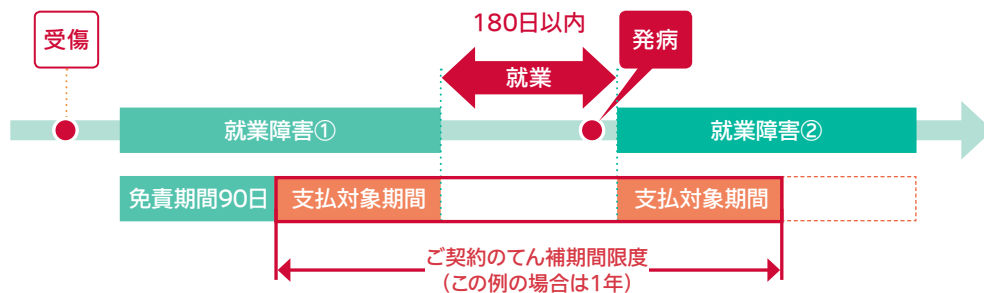 180日以内
受傷
発病
就業
就業障害①
就業障害②
免責期間90日
支払対象期間
支払対象期間
ご契約のてん補期間限度
（この例の場合は1年）